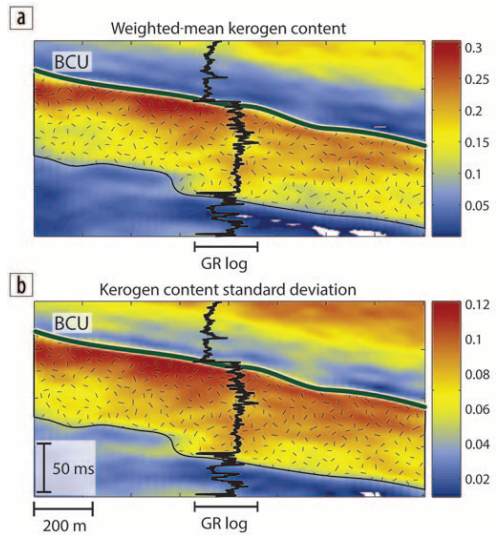 a
Weighted-mean kerogen content
BCU
0.3
0.25
0.2
0.15
0.1
0.05
0
GR log
b
Kerogen content standard deviation
BCU
0.12
0.1
0.08
0.06
0.04
0.02
50 ms
200 m
GR log